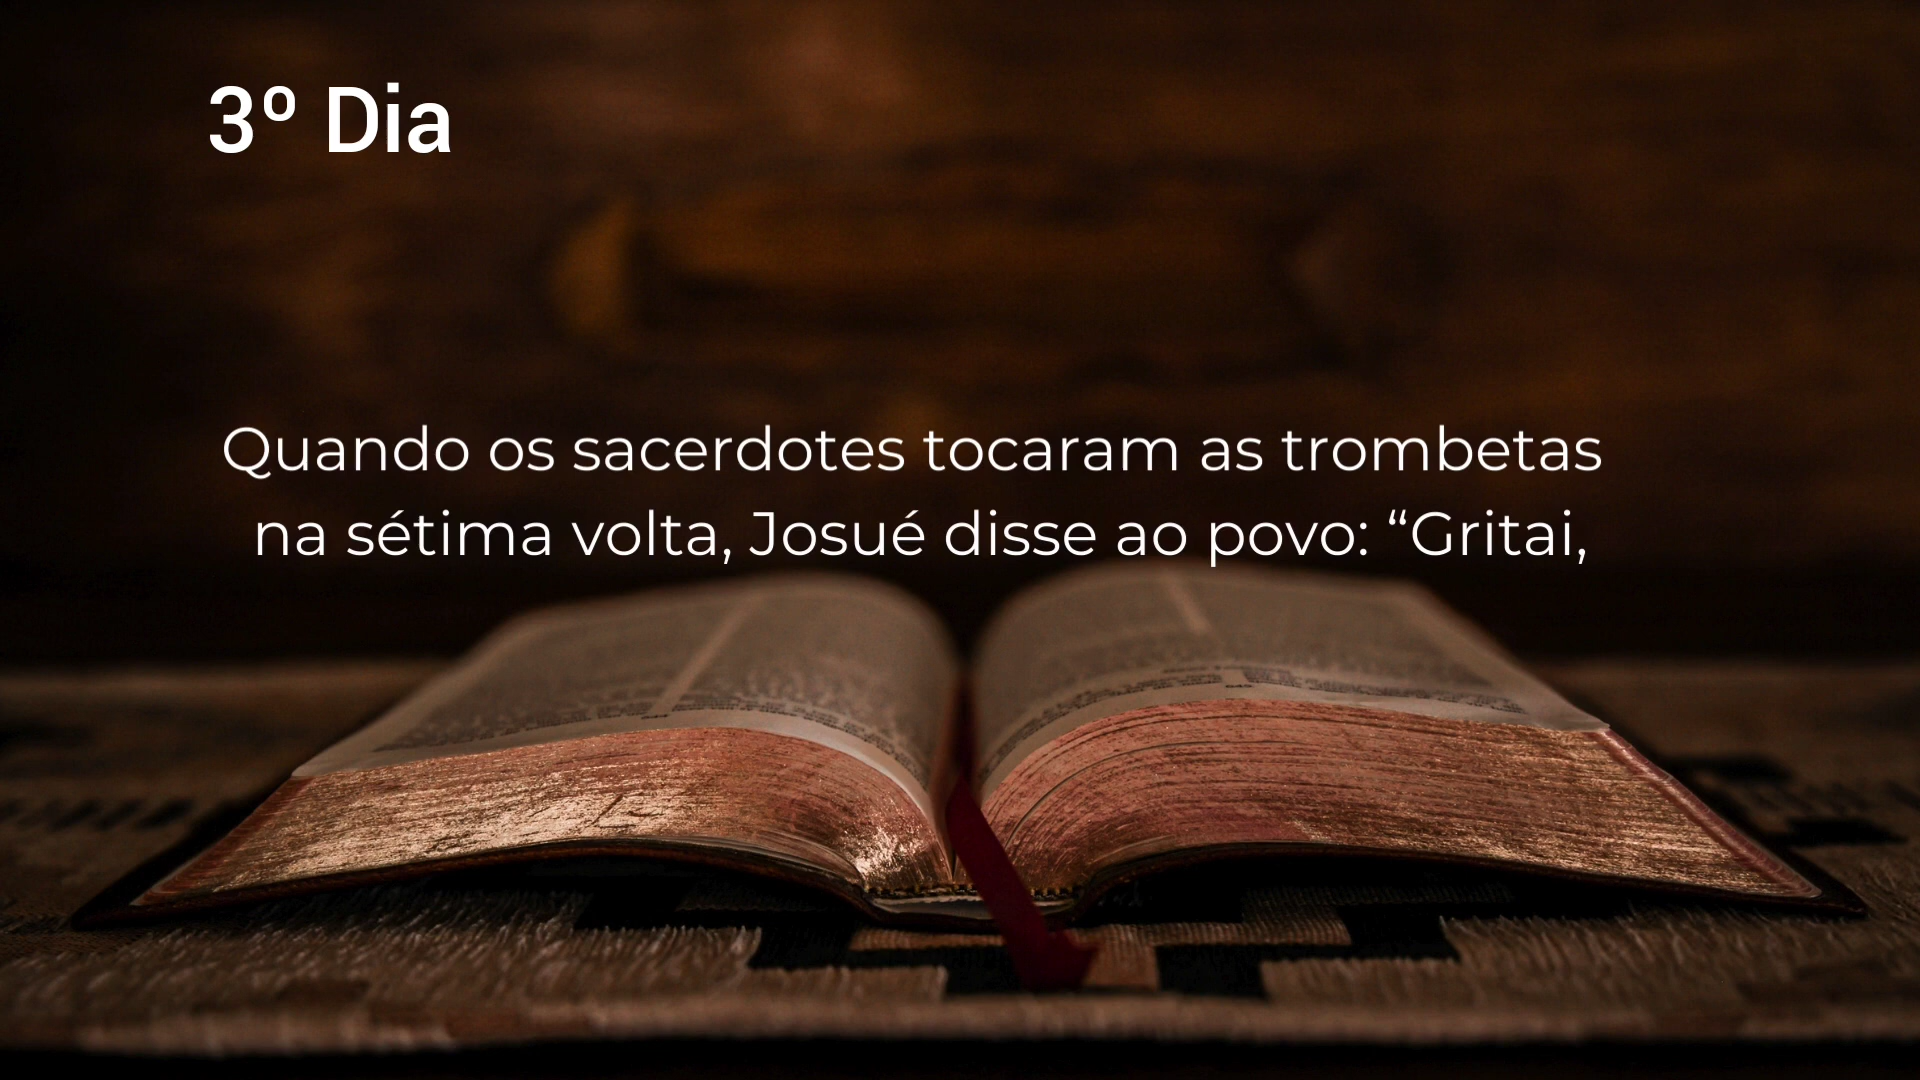 3º Dia
Quando os sacerdotes tocaram as trombetas
na sétima volta, Josué disse ao povo: “Gritai,